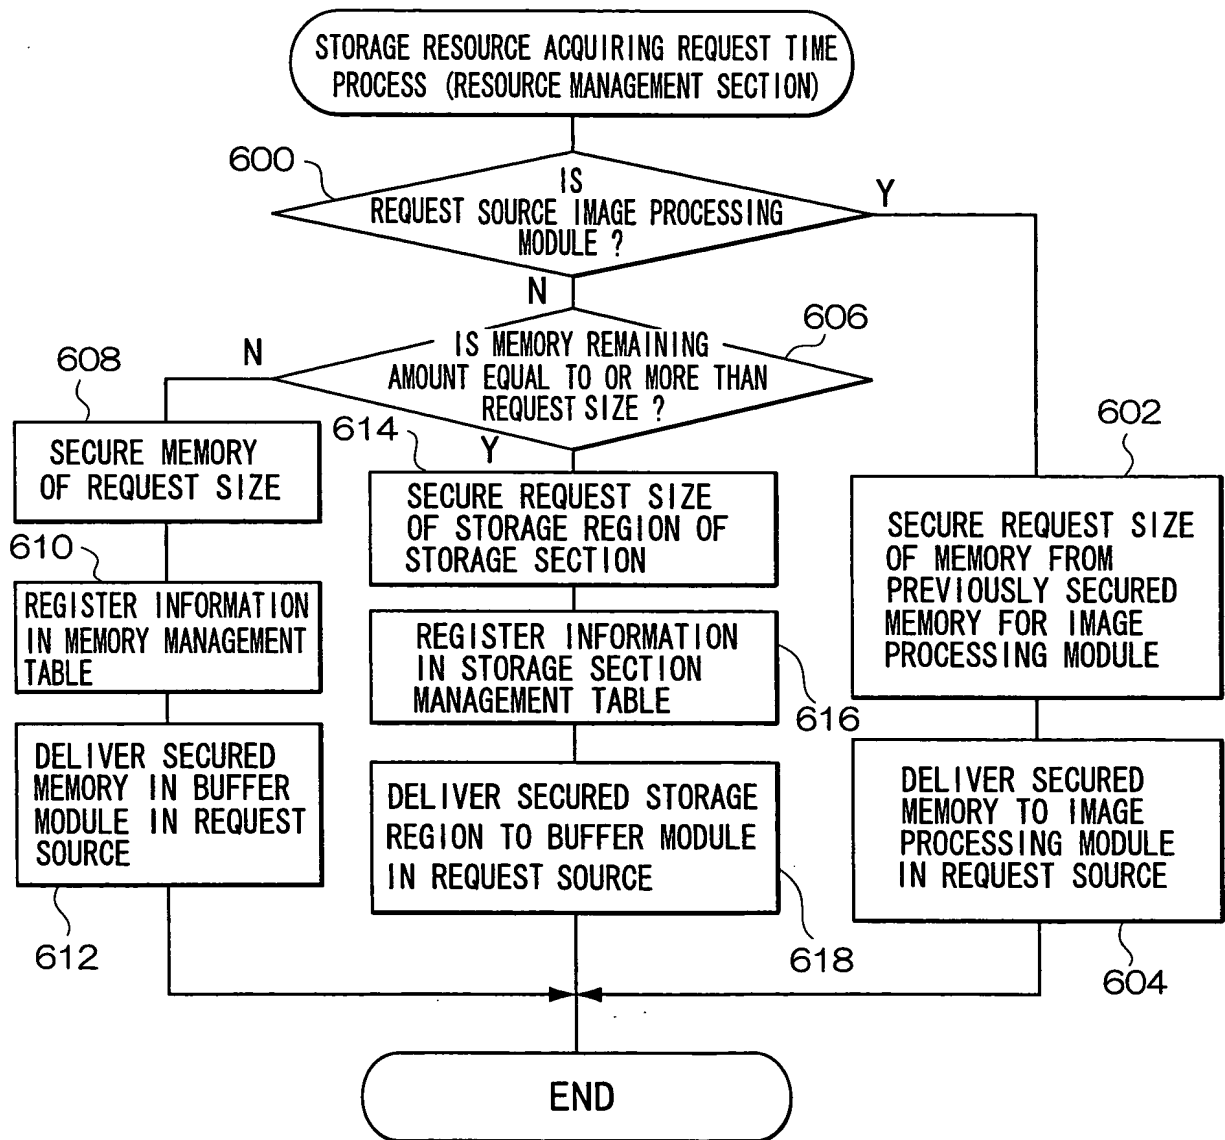 STORAGE RESOURCE ACQUIRING REQUEST TIME
PROCESS (RESOURCE MANAGEMENT SECTION)
600
IS
REQUEST SOURCE IMAGE PROCESSING
MODULE ?
Y
N
606
IS MEMORY REMAINING
AMOUNT EQUAL TO OR MORE THAN
REQUEST SIZE ?
N
Y
608
SECURE MEMORY
OF REQUEST SIZE
610
REGISTER INFORMATION
IN MEMORY MANAGEMENT
TABLE
DELIVER SECURED
MEMORY IN BUFFER
MODULE IN REQUEST
SOURCE
612
614
SECURE REQUEST SIZE
OF STORAGE REGION OF
STORAGE SECTION
REGISTER INFORMATION
IN STORAGE SECTION
MANAGEMENT TABLE
616
DELIVER SECURED STORAGE
REGION TO BUFFER MODULE
IN REQUEST SOURCE
618
602
SECURE REQUEST SIZE
OF MEMORY FROM
PREVIOUSLY SECURED
MEMORY FOR IMAGE
PROCESSING MODULE
DELIVER SECURED
MEMORY TO IMAGE
PROCESSING MODULE
IN REQUEST SOURCE
604
END